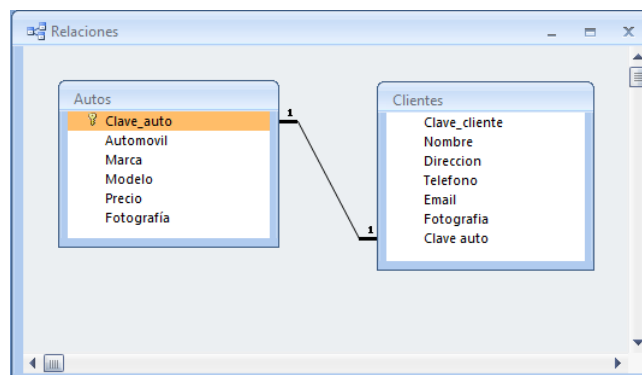 Relaciones
Autos
Clave_auto
Automovil
Marca
Modelo
Precio
Fotografía
1
1
Clientes
Clave_cliente
Nombre
Direccion
Telefono
Email
Fotografia
Clave auto